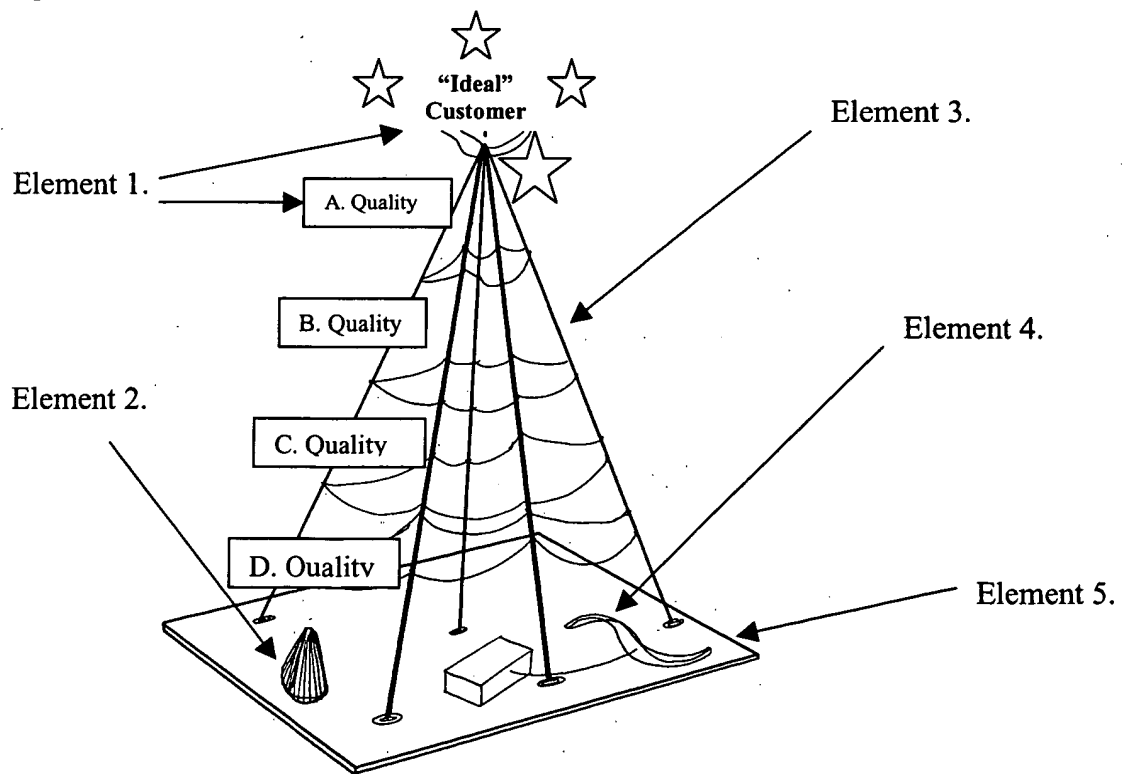 “Ideal”
Customer
Element 3.
Element 1.
A. Quality
B. Quality
Element 4.
Element 2.
C. Quality
D. Quality
Element 5.